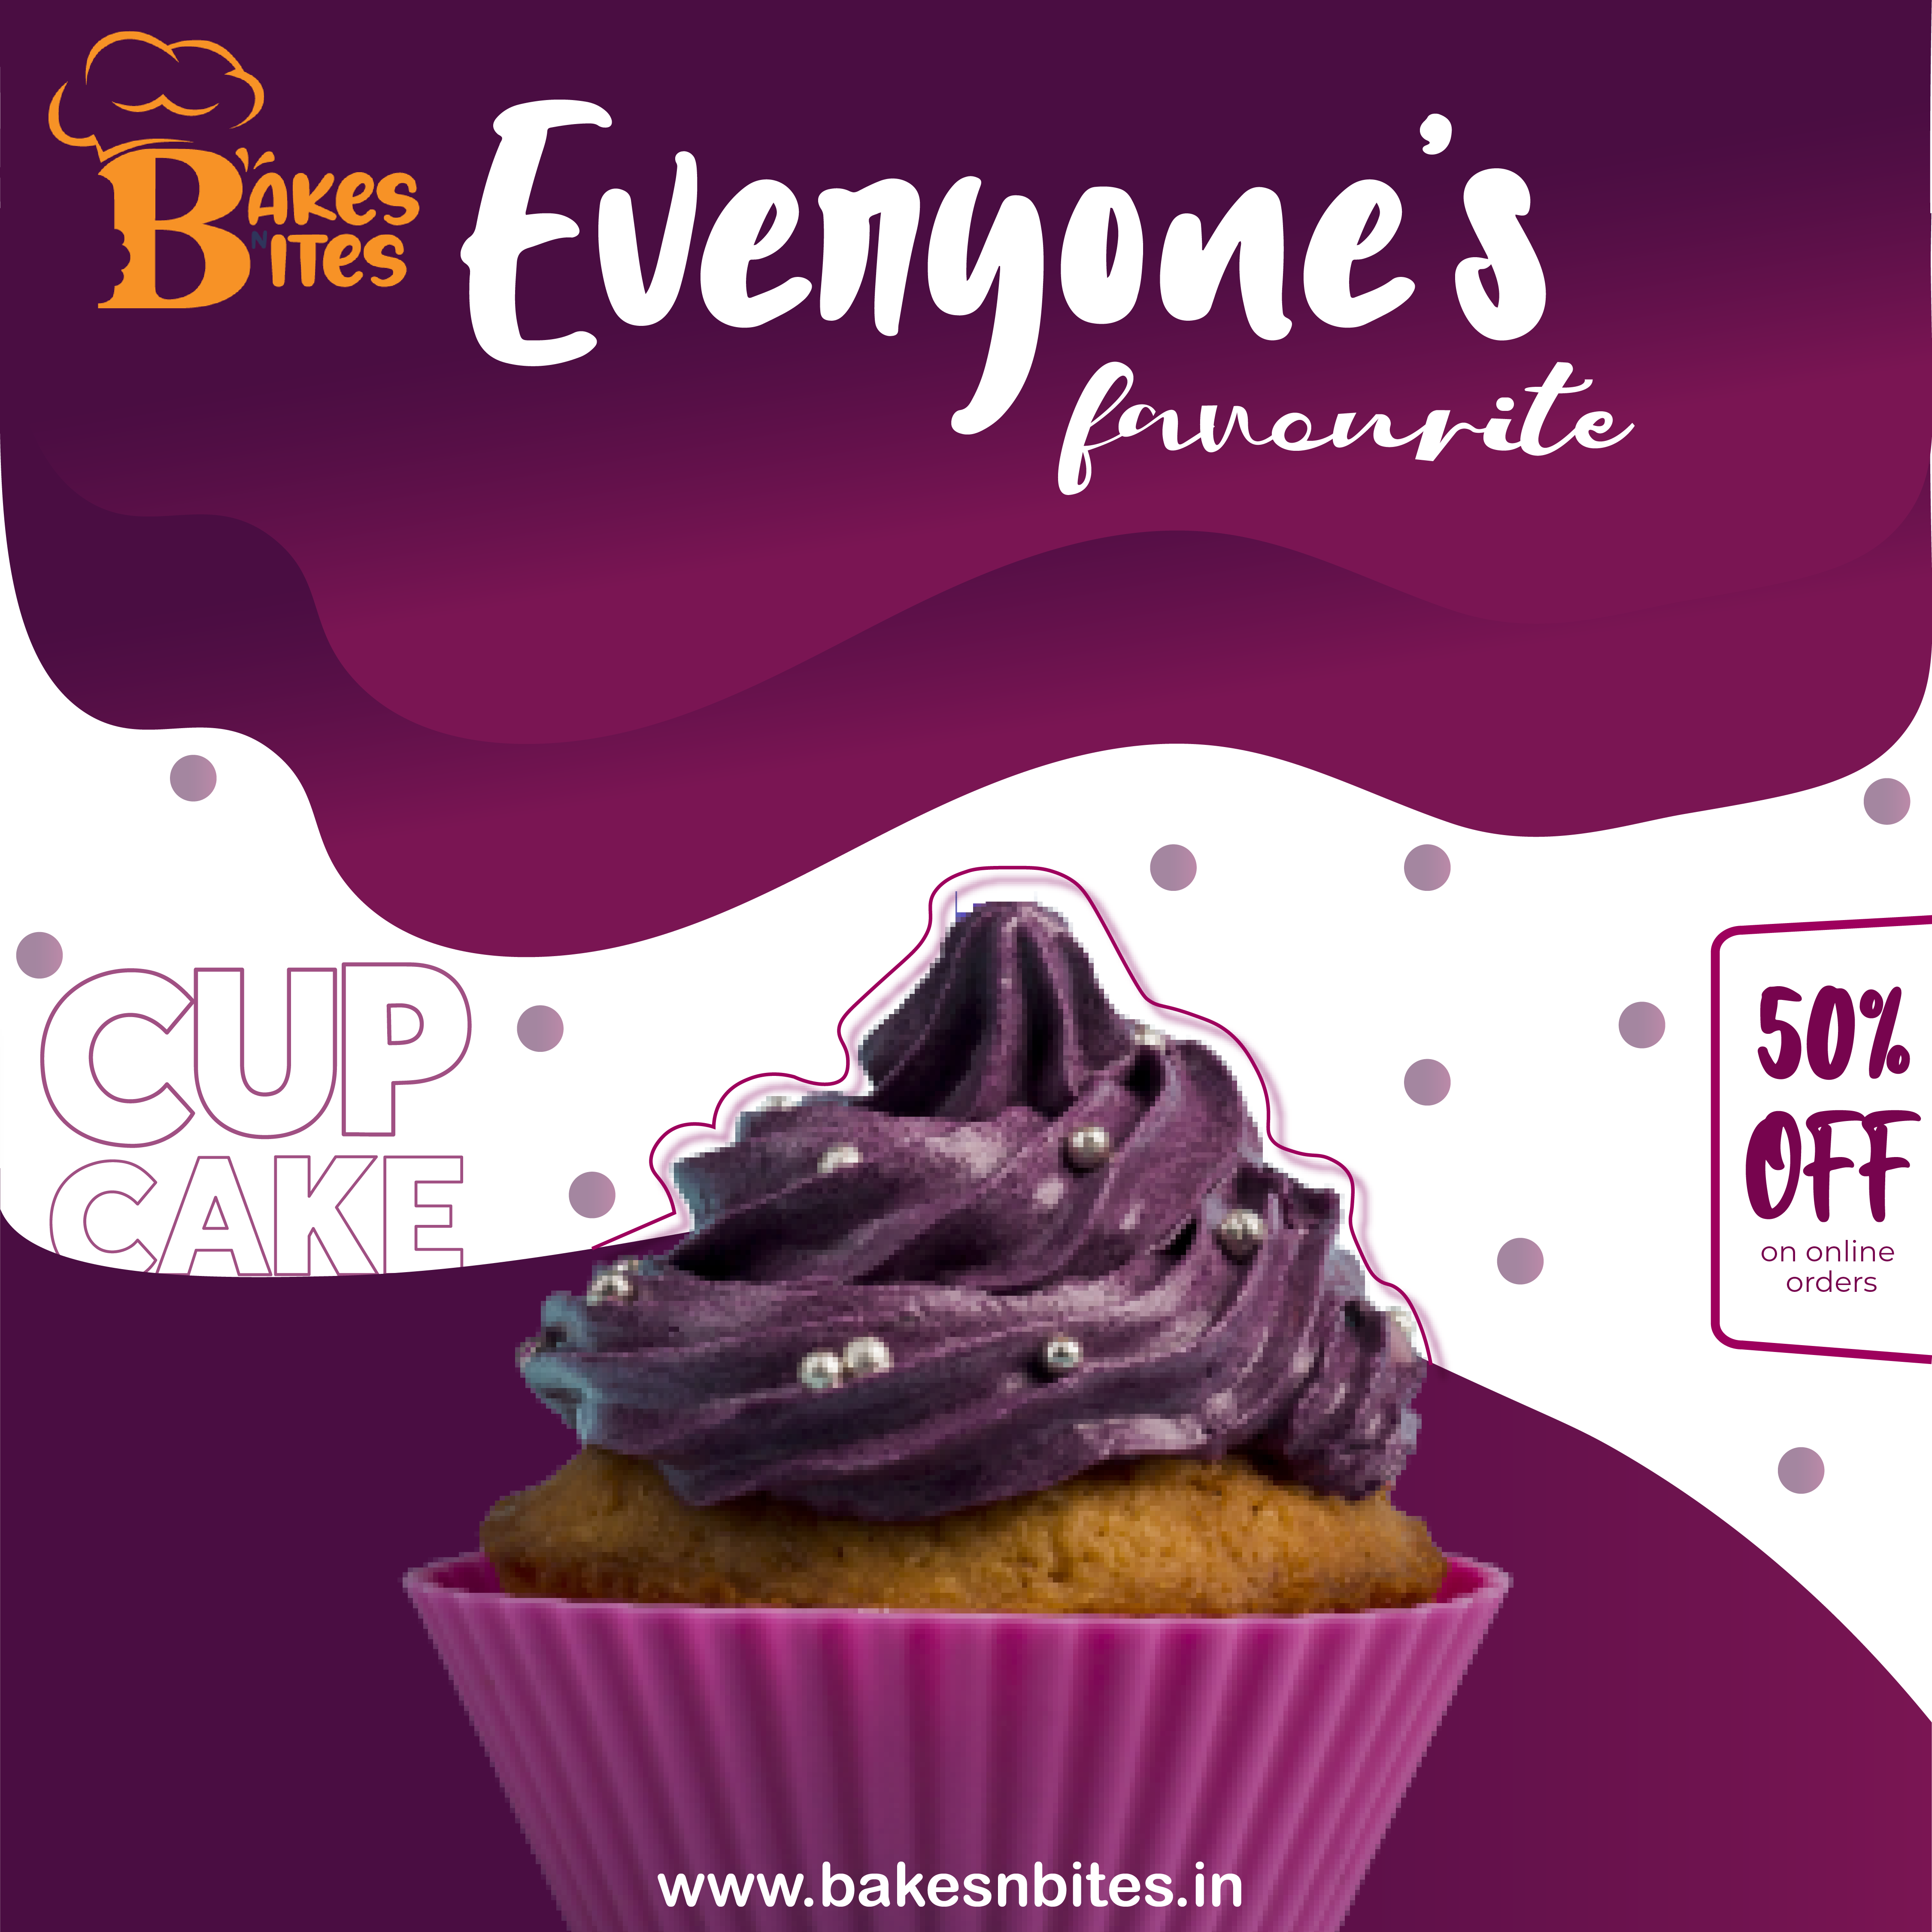 BAKES
N BITES
Everyone's
favourite
CUP
CAKE
50%
OFF
on online
orders
www.bakesnbites.in